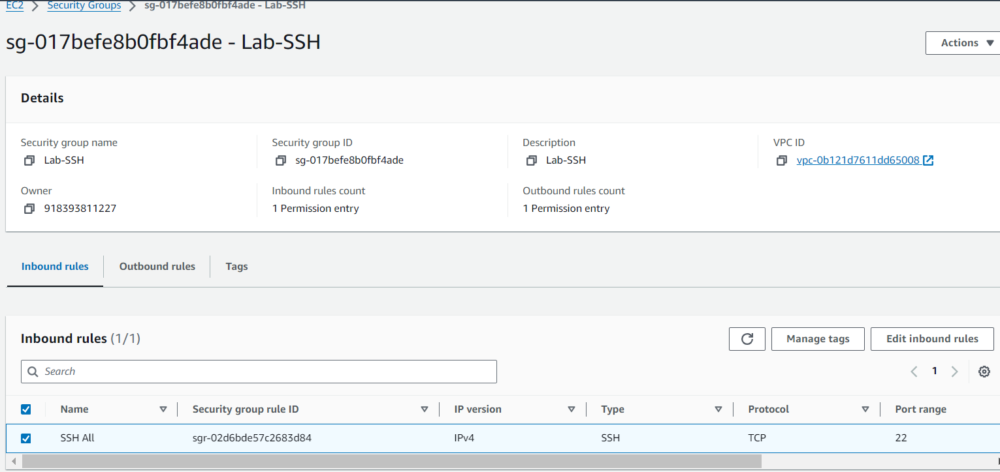 EC2 > Security Groups > sg-017befe8b0fbf4ade - Lab-SSH
sg-017befe8b0fbf4ade - Lab-SSH
Actions
Details
Security group name
Lab-SSH
Security group ID
sg-017befe8b0fbf4ade
Description
Lab-SSH
VPC ID
vpc-0b121d7611dd65008
Owner
918393811227
Inbound rules count
1 Permission entry
Outbound rules count
1 Permission entry
Inbound rules
Outbound rules
Tags
Inbound rules (1/1)
Manage tags
Edit inbound rules
Search
1
Name Security group rule ID IP version Type Protocol Port range
SSH All sgr-02d6bde57c2683d84 IPv4 SSH TCP 22